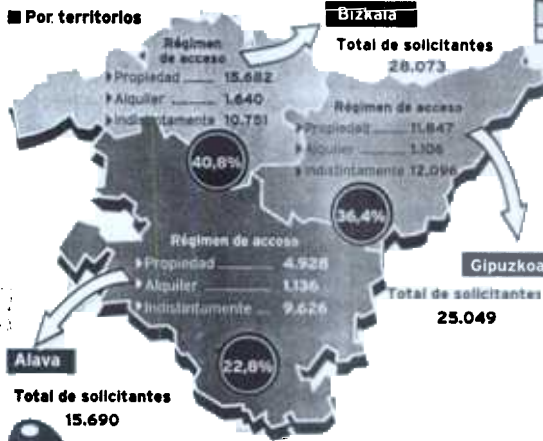 Por territorios
Bizkaia
Total de solicitantes
28.073
Régimen
de acceso
Propiedad 15.682
Alquiler 1.640
Indistintamente 10.751
40,8%
Régimen de acceso
Propiedad 11.847
Alquiler 1.106
Indistintamente 12.096
36,4%
Gipuzkoa
Total de solicitantes
25.049
Régimen de acceso
Propiedad 4.928
Alquiler 1.136
Indistintamente 9.626
22,8%
Alava
Total de solicitantes
15.690